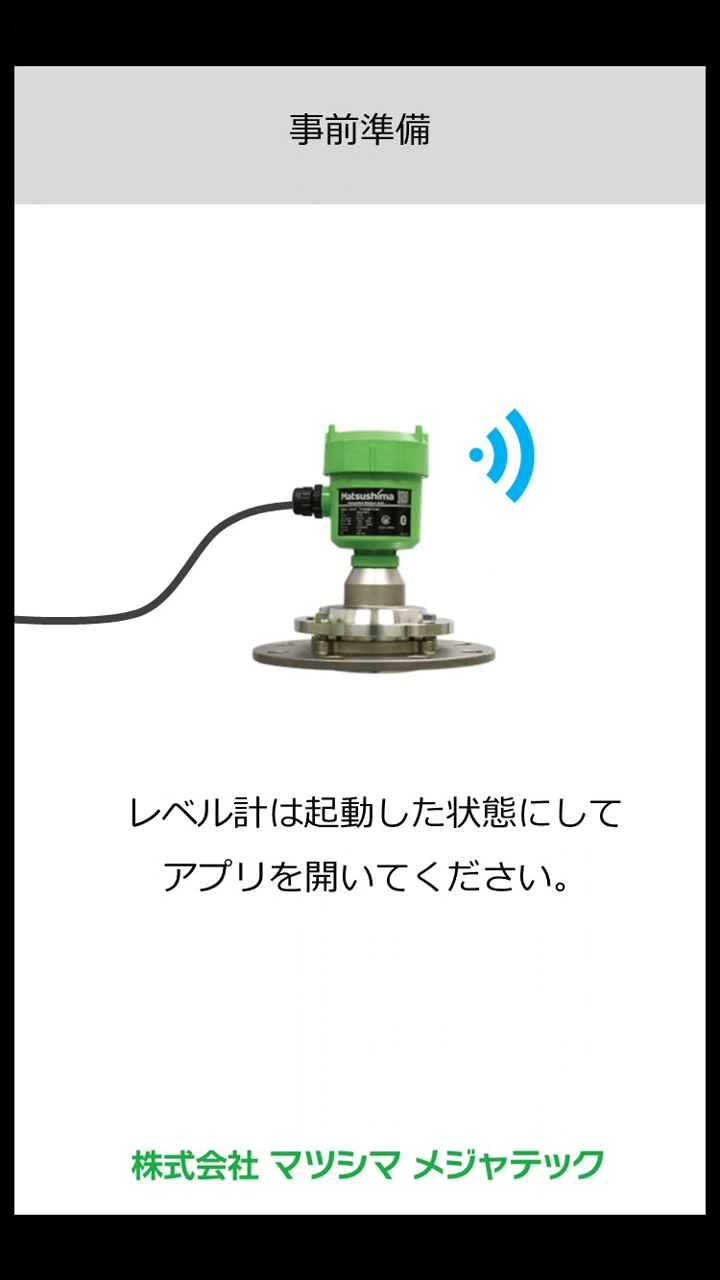 事前準備
Matsushima
レベル計は起動した状態にして
アプリを開いてください。
株式会社 マツシマ メジャテック